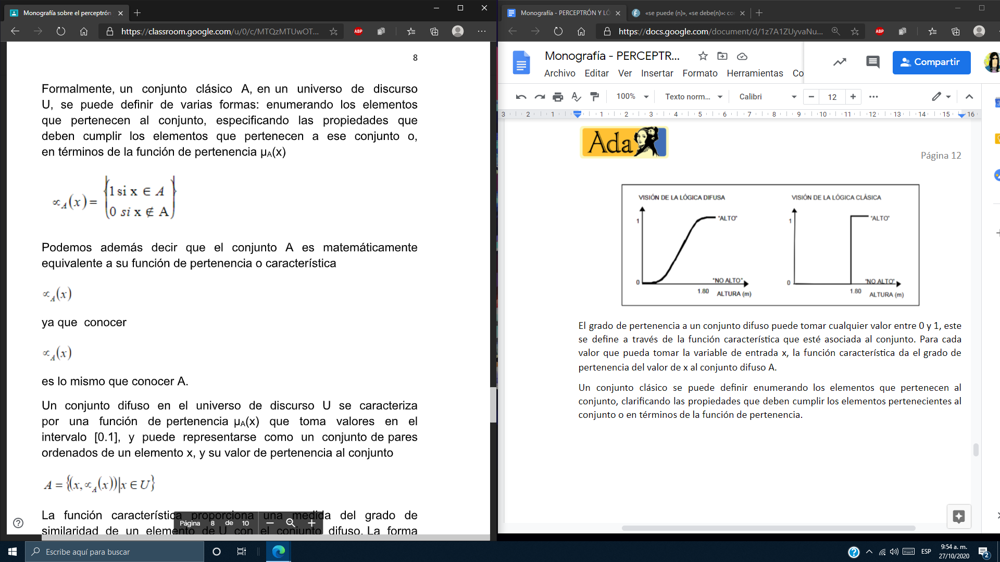 Monografía sobre el perceptrón
https://classroom.google.com/u/0/c/MTQzMTUwOT...
ABP
8
Formalmente, un conjunto clásico A, en un universo de discurso
U, se puede definir de varias formas: enumerando los elementos
que pertenecen al conjunto, especificando las propiedades que
deben cumplir los elementos que pertenecen a ese conjunto o,
en términos de la función de pertenencia μA(x)
∝A(x)= {1 si x ∈ A
0 si x ∉ A}
Podemos además decir que el conjunto A es matemáticamente
equivalente a su función de pertenencia o característica
∝A(x)
ya que conocer
∝A(x)
es lo mismo que conocer A.
Un conjunto difuso en el universo de discurso U se caracteriza
por una función de pertenencia μA(x) que toma valores en el
intervalo [0.1], y puede representarse como un conjunto de pares
ordenados de un elemento x, y su valor de pertenencia al conjunto
A = {(x, ∝A(x))|x ∈ U}
La función característica proporciona una medida del grado de
similaridad de un elemento de U con el conjunto difuso. La forma
Página 8 de 10
Monografía - PERCEPTRÓN Y LÓ
«se puede (n)», «se debe(n)»: co
https://docs.google.com/document/d/1z7A1ZUyvaNu...
ABP
Monografía - PERCEPTR...
Archivo Editar Ver Insertar Formato Herramientas Co
Compartir
100% Texto norm... Calibri 12
3 2 1 1 2 3 4 5 6 7 8 9 10 11 12 13 14 15 16
Ada
Página 12
VISIÓN DE LA LÓGICA DIFUSA
1
"ALTO"
0
"NO ALTO"
1.80
ALTURA (m)
VISIÓN DE LA LÓGICA CLÁSICA
1
"ALTO"
0
"NO ALTO"
1.80
ALTURA (m)
El grado de pertenencia a un conjunto difuso puede tomar cualquier valor entre 0 y 1, este
se define a través de la función característica que esté asociada al conjunto. Para cada
valor que pueda tomar la variable de entrada x, la función característica da el grado de
pertenencia del valor de x al conjunto difuso A.
Un conjunto clásico se puede definir enumerando los elementos que pertenecen al
conjunto, clarificando las propiedades que deben cumplir los elementos pertenecientes al
conjunto o en términos de la función de pertenencia.
Escribe aquí para buscar
ESP
9:54 a. m.
27/10/2020
2